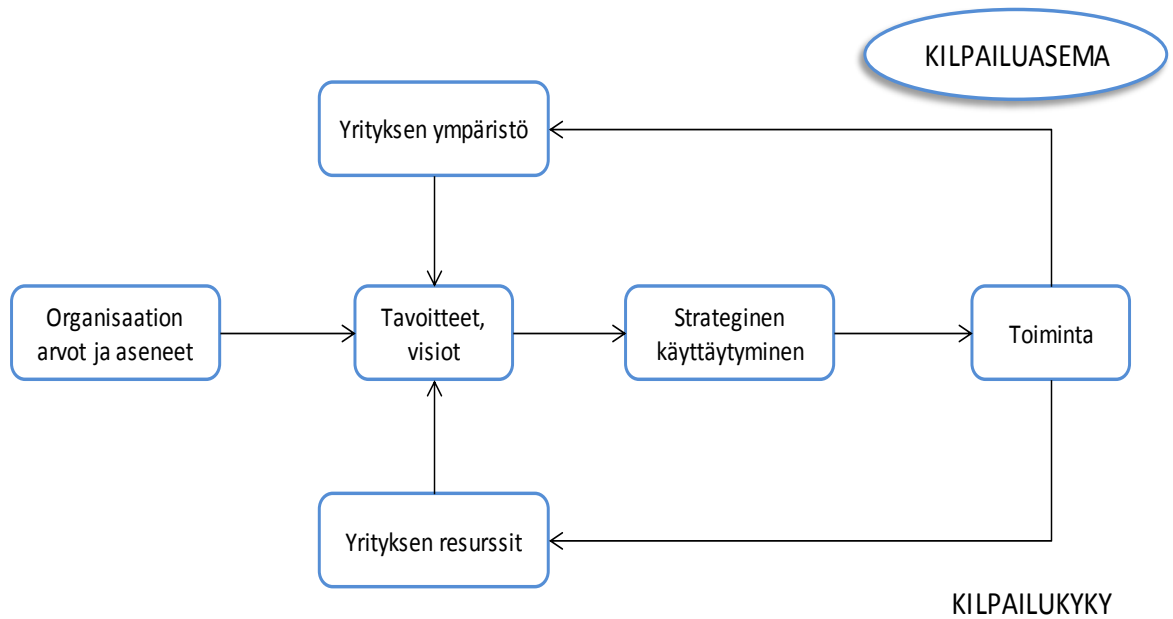 KILPAILUASEMA
Yrityksen ympäristö
Organisaation
arvot ja aseneet
Tavoitteet,
visiot
Strateginen
käyttäytyminen
Toiminta
Yrityksen resurssit
KILPAILUKYKY